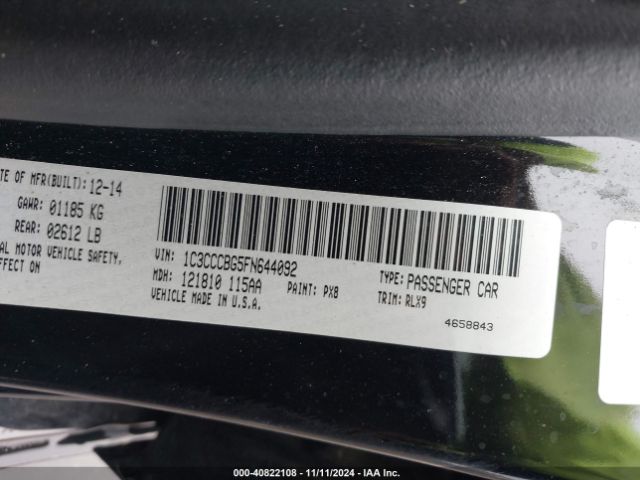 TE OF MFR(BUILT): 12-14
GAWR: 01185 KG
REAR: 02612 LB
AL MOTOR VEHICLE SAFETY,
EFFECT ON
VIN: 1C3CCCBG5FN644092
MDH: 121810 115AA
PAINT: PX8
VEHICLE MADE IN U.S.A.
TYPE: PASSENGER CAR
TRIM: RLX9
4658843
000-40822108 - 11/11/2024 - IAA Inc.